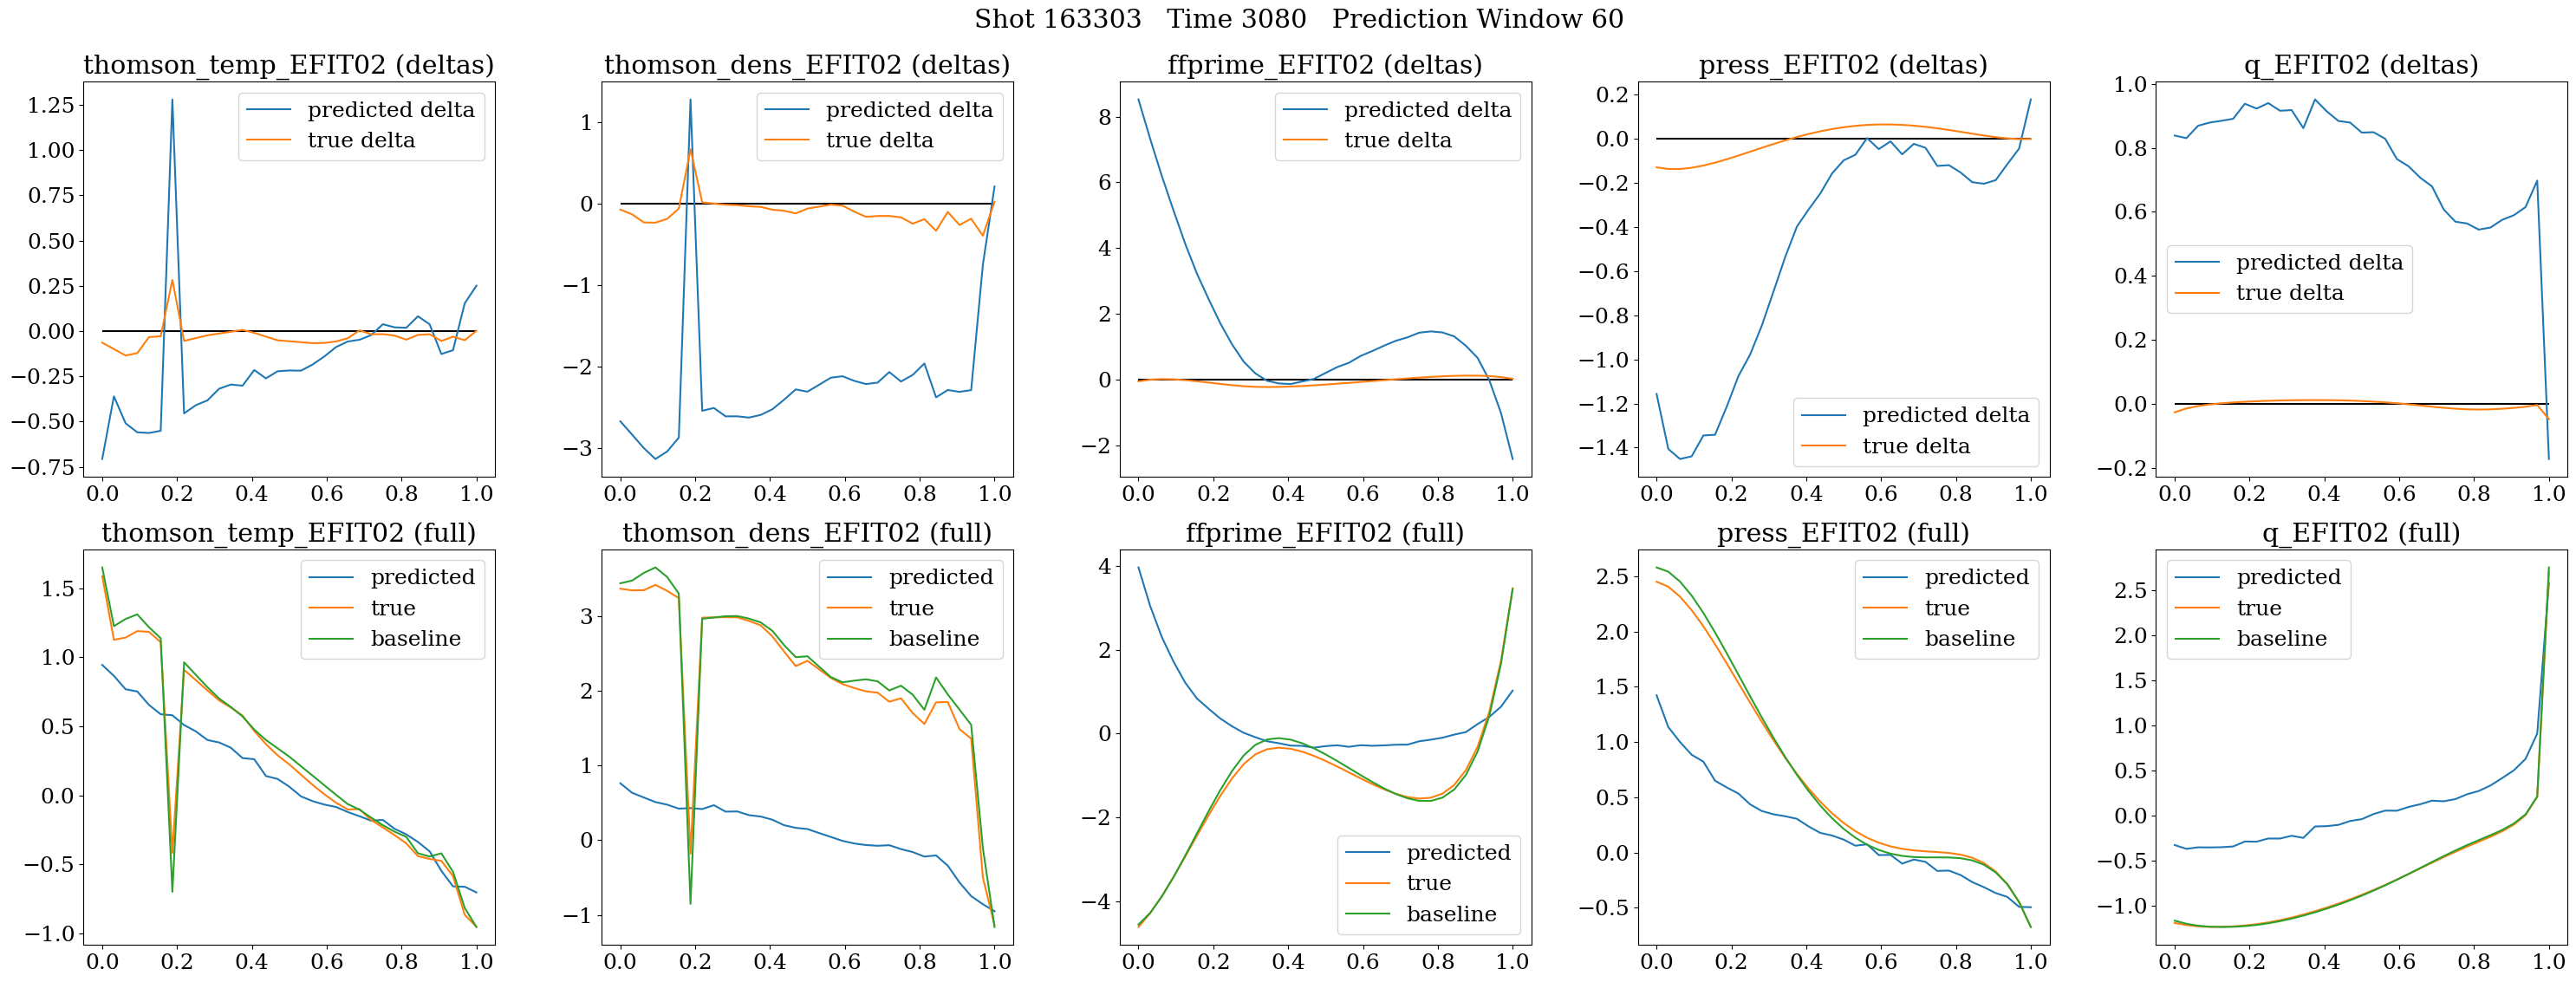 Shot 163303   Time 3080   Prediction Window 60
thomson_temp_EFIT02 (deltas)
1.25
1.00
0.75
0.50
0.25
0.00
−0.25
−0.50
−0.75
0.0 0.2 0.4 0.6 0.8 1.0
predicted delta
true delta
thomson_dens_EFIT02 (deltas)
1
0
−1
−2
−3
0.0 0.2 0.4 0.6 0.8 1.0
predicted delta
true delta
ffprime_EFIT02 (deltas)
8
6
4
2
0
−2
0.0 0.2 0.4 0.6 0.8 1.0
predicted delta
true delta
press_EFIT02 (deltas)
0.2
0.0
−0.2
−0.4
−0.6
−0.8
−1.0
−1.2
−1.4
0.0 0.2 0.4 0.6 0.8 1.0
predicted delta
true delta
q_EFIT02 (deltas)
1.0
0.8
0.6
0.4
0.2
0.0
−0.2
0.0 0.2 0.4 0.6 0.8 1.0
predicted delta
true delta
thomson_temp_EFIT02 (full)
1.5
1.0
0.5
0.0
−0.5
−1.0
0.0 0.2 0.4 0.6 0.8 1.0
predicted
true
baseline
thomson_dens_EFIT02 (full)
3
2
1
0
−1
0.0 0.2 0.4 0.6 0.8 1.0
predicted
true
baseline
ffprime_EFIT02 (full)
4
2
0
−2
−4
0.0 0.2 0.4 0.6 0.8 1.0
predicted
true
baseline
press_EFIT02 (full)
2.5
2.0
1.5
1.0
0.5
0.0
−0.5
0.0 0.2 0.4 0.6 0.8 1.0
predicted
true
baseline
q_EFIT02 (full)
2.5
2.0
1.5
1.0
0.5
0.0
−0.5
−1.0
0.0 0.2 0.4 0.6 0.8 1.0
predicted
true
baseline